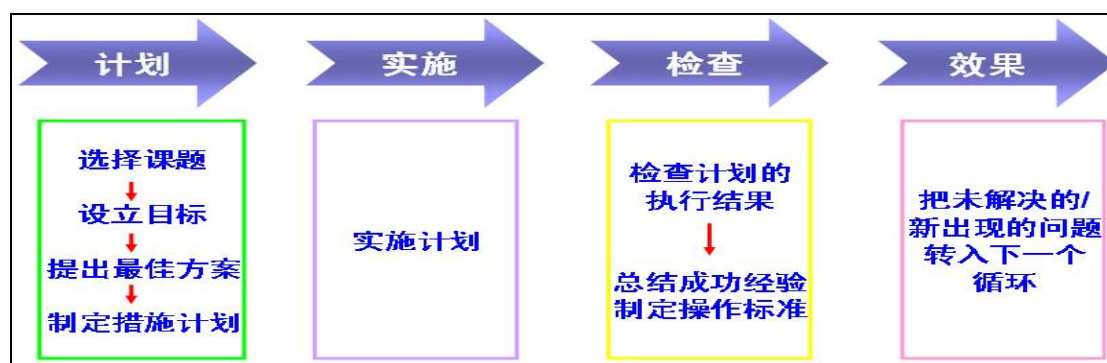 计划
实施
检查
效果
选择课题
设立目标
提出最佳方案
制定措施计划
实施计划
检查计划的
执行结果
总结成功经验
制定操作标准
把未解决的/
新出现的问题
转入下一个
循环